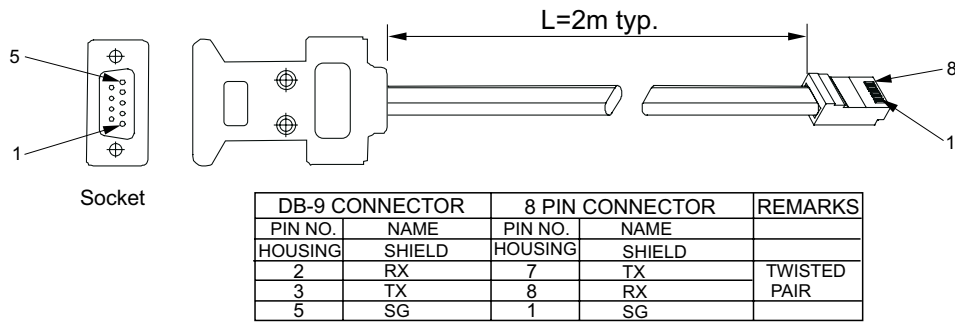 L=2m typ.
5
8
1
1
Socket
DB-9 CONNECTOR 8 PIN CONNECTOR REMARKS
PIN NO. NAME PIN NO. NAME
HOUSING SHIELD HOUSING SHIELD
2 RX 7 TX TWISTED
3 TX 8 RX PAIR
5 SG 1 SG